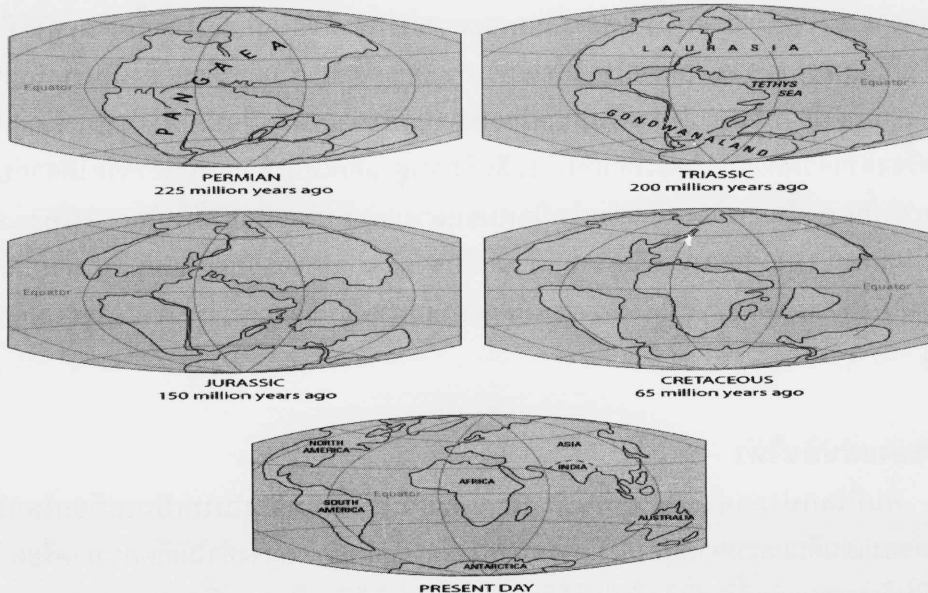 PANGAEA
Equator
PERMIAN
225 million years ago
LAURASIA
Equator
TETHYS
SEA
GONDWANALAND
TRIASSIC
200 million years ago
Equator
JURASSIC
150 million years ago
Equator
CRETACEOUS
65 million years ago
NORTH
AMERICA
ASIA
INDIA
Equator
AFRICA
SOUTH
AMERICA
AUSTRALIA
ANTARCTICA
PRESENT DAY